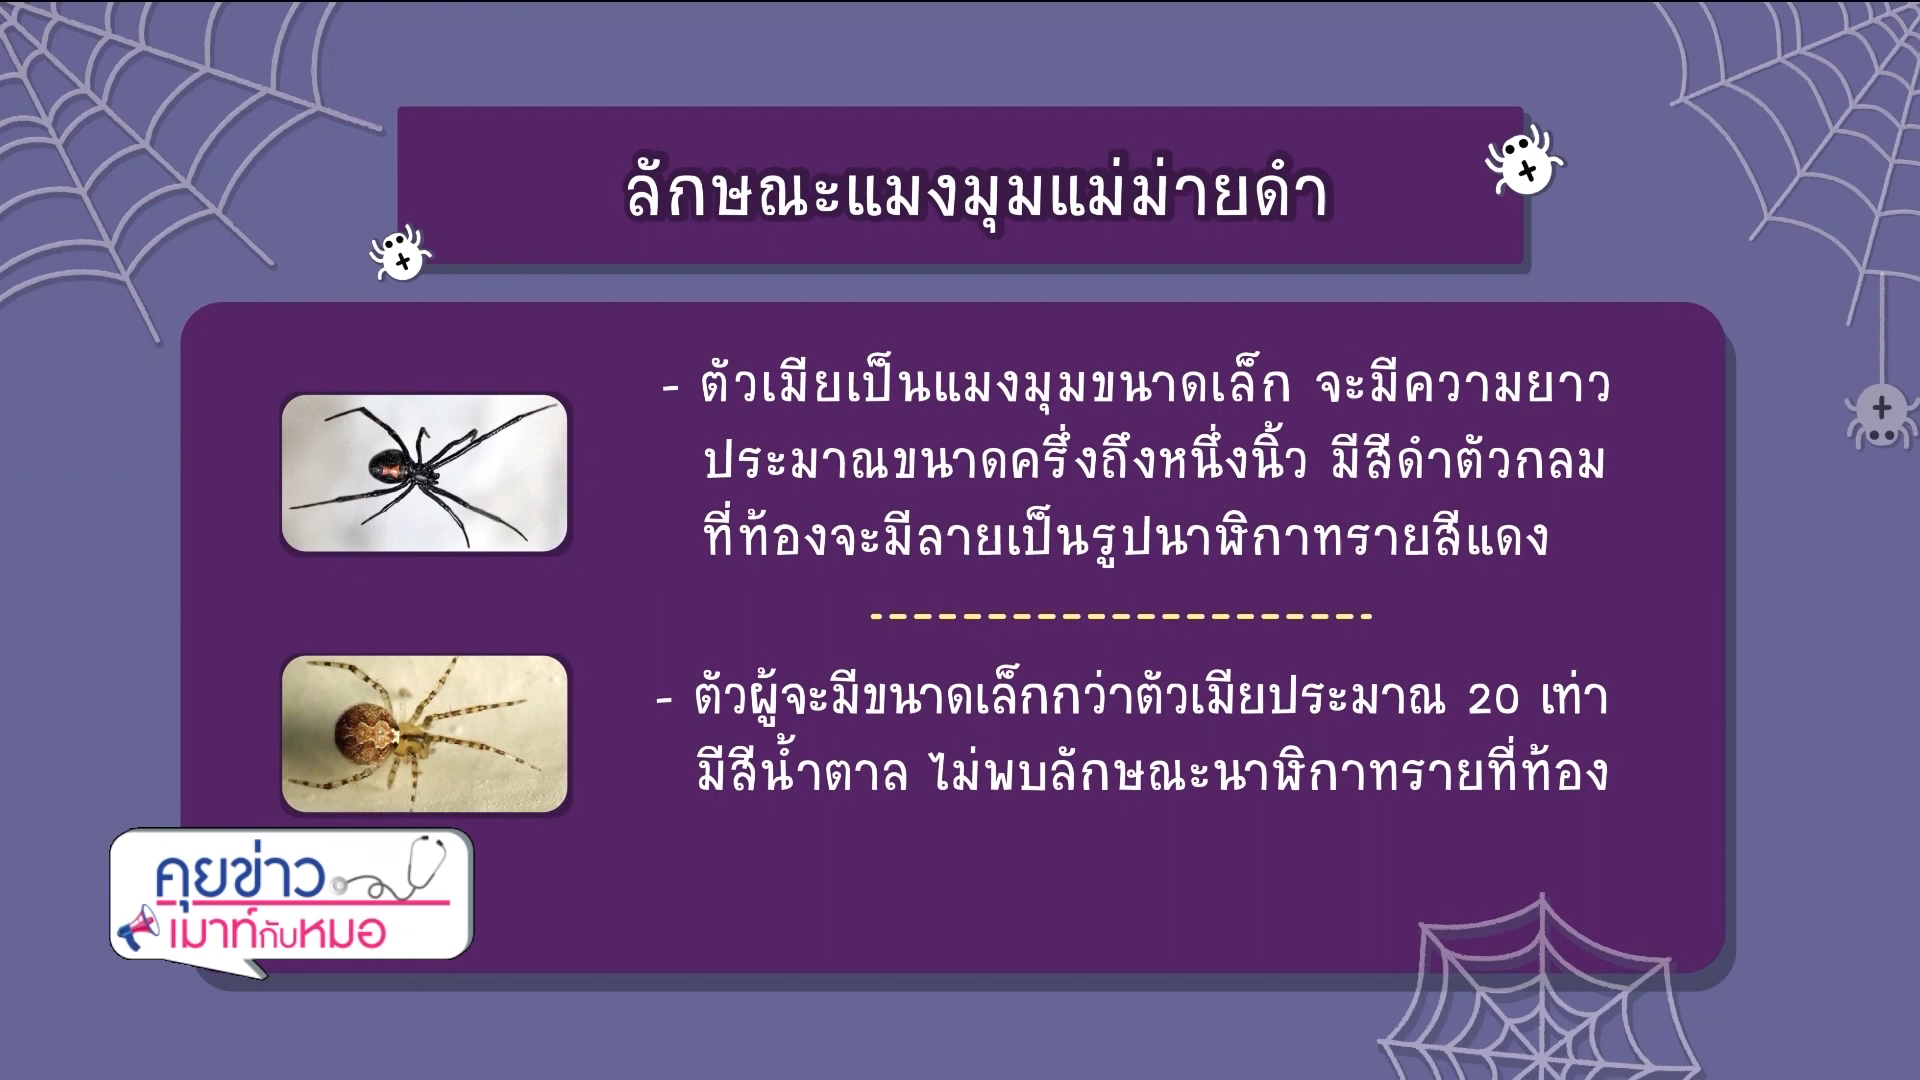 ลักษณะแมงมุมแม่ม่ายดำ
- ตัวเมียเป็นแมงมุมขนาดเล็ก จะมีความยาว
ประมาณขนาดครึ่งถึงหนึ่งนิ้ว มีสีดำตัวกลม
ที่ท้องจะมีลายเป็นรูปนาฬิกาทรายสีแดง
- ตัวผู้จะมีขนาดเล็กกว่าตัวเมียประมาณ 20 เท่า
มีสีน้ำตาล ไม่พบลักษณะนาฬิกาทรายที่ท้อง
คุยข่าว
เมาท์กับหมอ